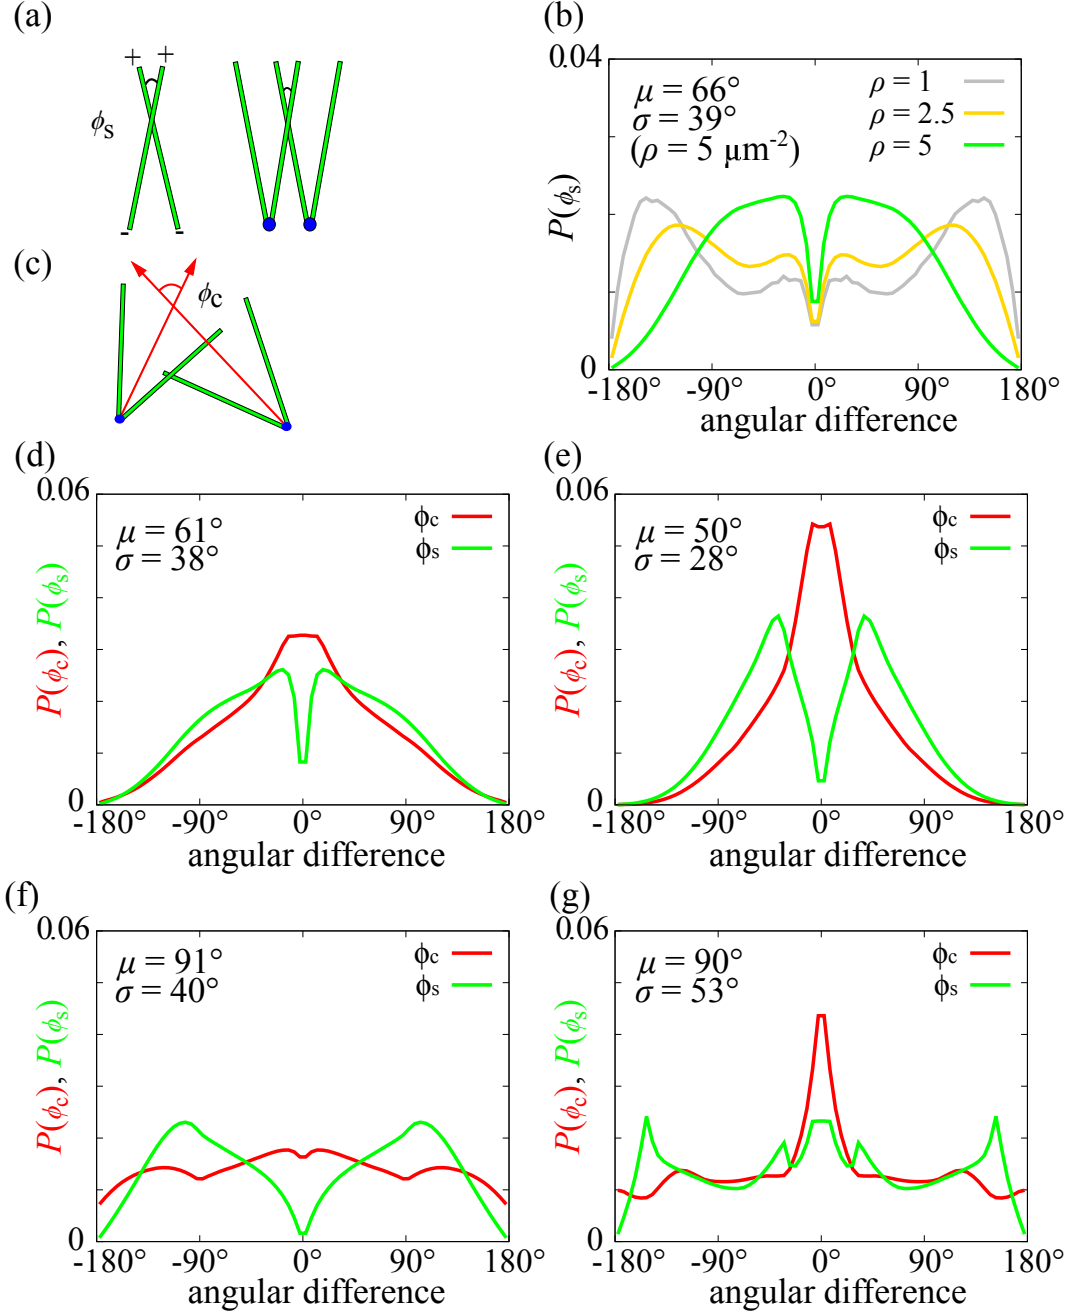 (a)
+ +
ϕs
- -
(b)
0.04
μ = 66°
σ = 39°
(ρ = 5 μm-2)
ρ = 1
ρ = 2.5
ρ = 5
P(ϕs)
0
-180° -90° 0° 90° 180°
angular difference
(c)
ϕc
(d)
0.06
μ = 61°
σ = 38°
ϕc
ϕs
P(ϕc), P(ϕs)
0
-180° -90° 0° 90° 180°
angular difference
(e)
0.06
μ = 50°
σ = 28°
ϕc
ϕs
P(ϕc), P(ϕs)
0
-180° -90° 0° 90° 180°
angular difference
(f)
0.06
μ = 91°
σ = 40°
ϕc
ϕs
P(ϕc), P(ϕs)
0
-180° -90° 0° 90° 180°
angular difference
(g)
0.06
μ = 90°
σ = 53°
ϕc
ϕs
P(ϕc), P(ϕs)
0
-180° -90° 0° 90° 180°
angular difference